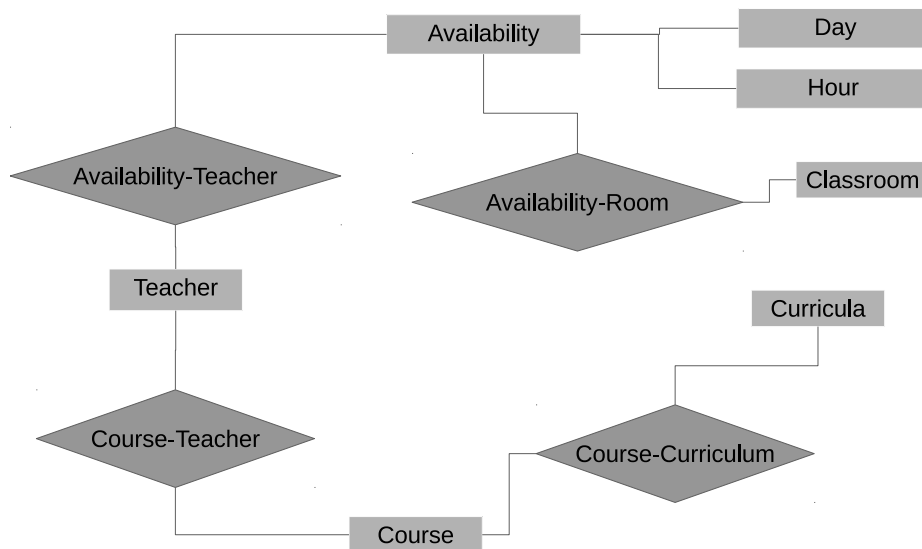 Availability
Day
Hour
Availability-Teacher
Classroom
Availability-Room
Teacher
Curricula
Course-Teacher
Course-Curriculum
Course